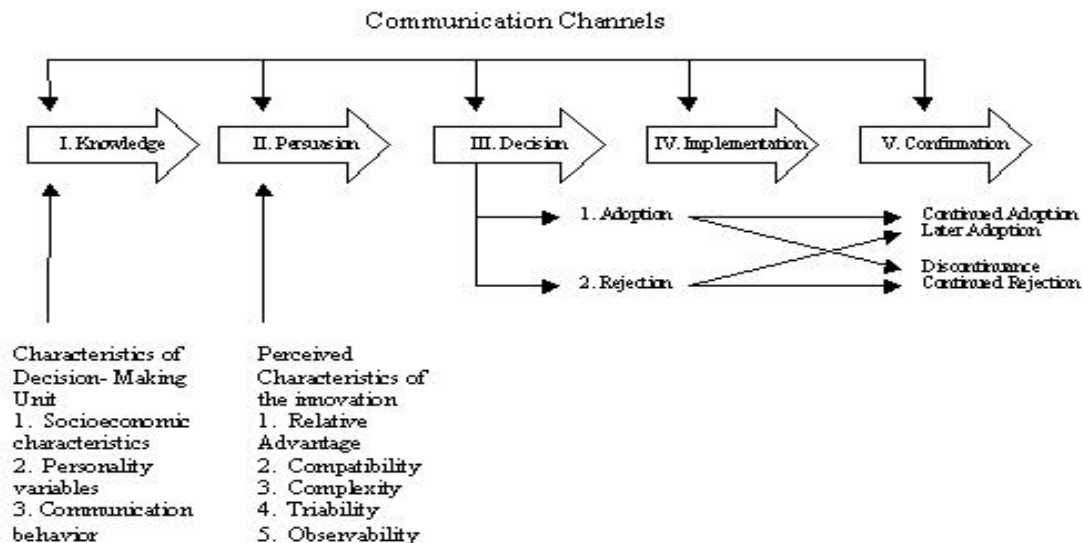 Communication Channels
I. Knowledge
II. Persuasion
III. Decision
IV. Implementation
V. Confirmation
1. Adoption
Continued Adoption
Later Adoption
Discontinuance
2. Rejection
Continued Rejection
Characteristics of
Decision- Making
Unit
1. Socioeconomic
characteristics
2. Personality
variables
3. Communication
behavior
Perceived
Characteristics of
the innovation
1. Relative
Advantage
2. Compatibility
3. Complexity
4. Triability
5. Observability